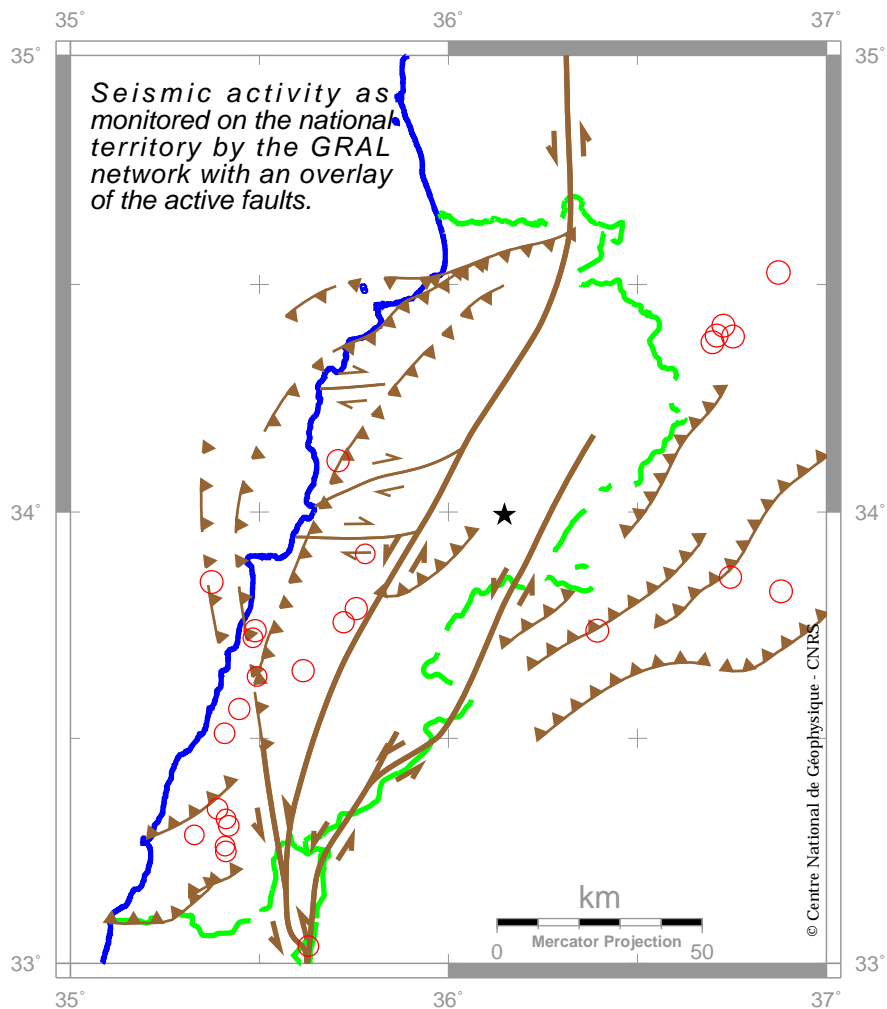 35° 36° 37°
35° 35°
Seismic activity as
monitored on the national
territory by the GRAL
network with an overlay
of the active faults.
34° 34°
© Centre National de Géophysique - CNRS
km
Mercator Projection
0 50
33° 33°
35° 36° 37°